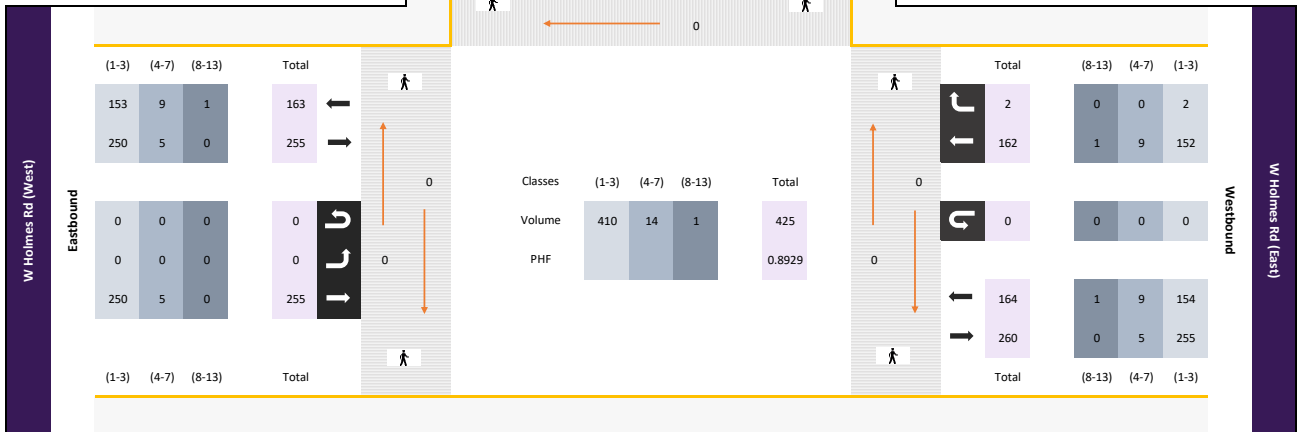 0
(1-3) (4-7) (8-13) Total
Total (8-13) (4-7) (1-3)
153 9 1 163
2 0 0 2
250 5 0 255
162 1 9 152
W Holmes Rd (West)
Eastbound
0
0
Classes (1-3) (4-7) (8-13) Total
Volume 410 14 1 425
PHF 0.8929
0 0 0 0
0 0 0 0
0 0 0 0
0
0
250 5 0 255
164 1 9 154
260 0 5 255
Westbound
W Holmes Rd (East)
(1-3) (4-7) (8-13) Total
Total (8-13) (4-7) (1-3)